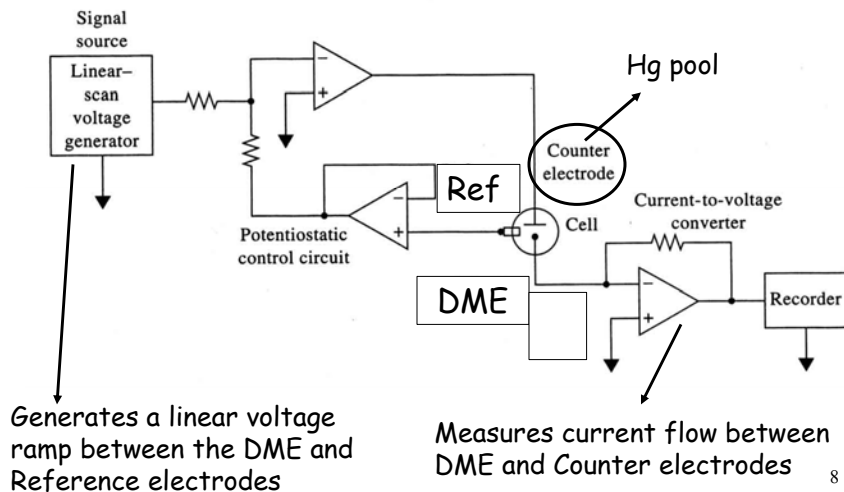 Signal
source
Linear–
scan
voltage
generator
−
+
Hg pool
Counter
electrode
Ref
−
+
Potentiostatic
control circuit
Cell
Current-to-voltage
converter
DME
−
+
Recorder
Generates a linear voltage
ramp between the DME and
Reference electrodes
Measures current flow between
DME and Counter electrodes
8